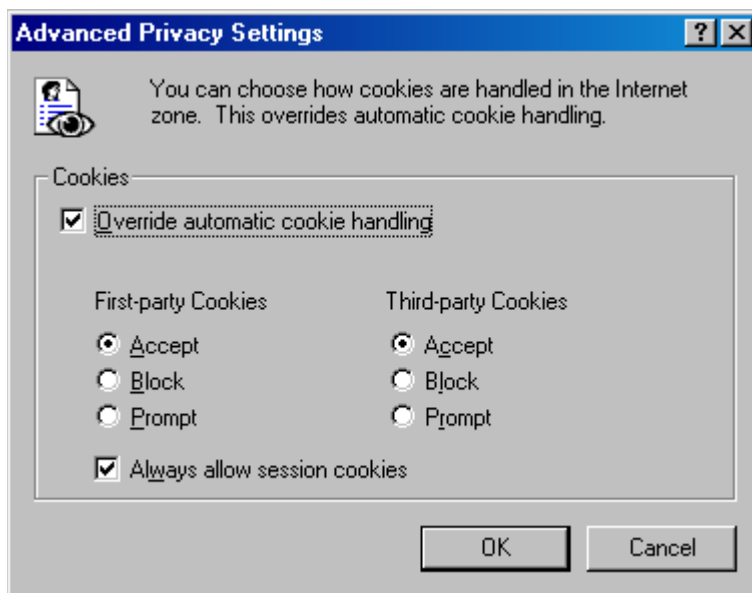 Advanced Privacy Settings
You can choose how cookies are handled in the Internet
zone. This overrides automatic cookie handling.
Cookies
Override automatic cookie handling
First-party Cookies
Third-party Cookies
Accept
Accept
Block
Block
Prompt
Prompt
Always allow session cookies
OK
Cancel